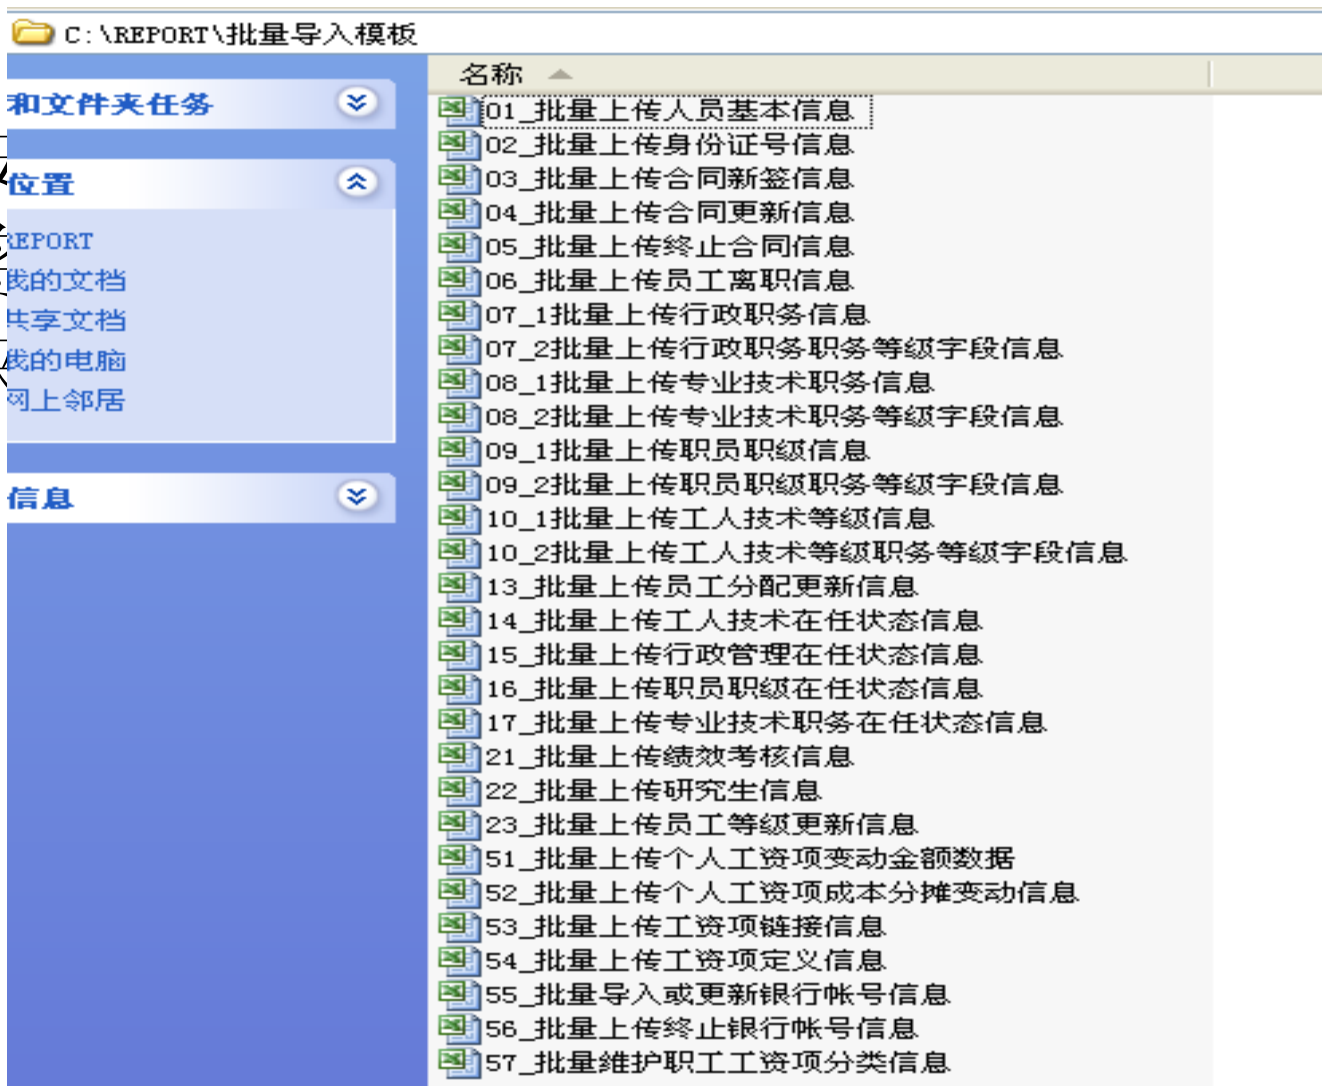 C:\REPORT\批量导入模板
和文件夹任务
位置
REPORT
我的文档
共享文档
我的电脑
网上邻居
信息
名称
01_批量上传人员基本信息
02_批量上传身份证号信息
03_批量上传合同新签信息
04_批量上传合同更新信息
05_批量上传终止合同信息
06_批量上传员工离职信息
07_1批量上传行政职务信息
07_2批量上传行政职务职务等级字段信息
08_1批量上传专业技术职务信息
08_2批量上传专业技术职务等级字段信息
09_1批量上传职员职级信息
09_2批量上传职员职级职务等级字段信息
10_1批量上传工人技术等级信息
10_2批量上传工人技术等级职务等级字段信息
13_批量上传员工分配更新信息
14_批量上传工人技术在任状态信息
15_批量上传行政管理在任状态信息
16_批量上传职员职级在任状态信息
17_批量上传专业技术职务在任状态信息
21_批量上传绩效考核信息
22_批量上传研究生信息
23_批量上传员工等级更新信息
51_批量上传个人工资项变动金额数据
52_批量上传个人工资项成本分摊变动信息
53_批量上传工资项链接信息
54_批量上传工资项定义信息
55_批量导入或更新银行帐号信息
56_批量上传终止银行帐号信息
57_批量维护职工工资项分类信息